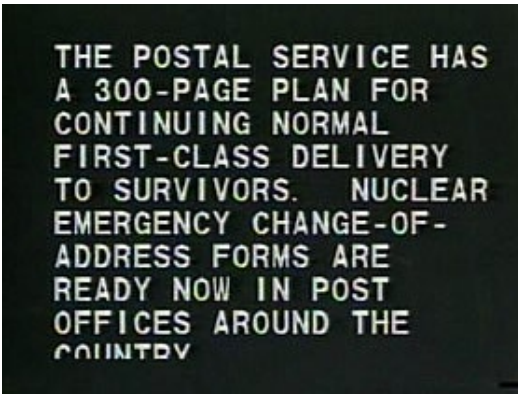 THE POSTAL SERVICE HAS
A 300-PAGE PLAN FOR
CONTINUING NORMAL
FIRST-CLASS DELIVERY
TO SURVIVORS. NUCLEAR
EMERGENCY CHANGE-OF-
ADDRESS FORMS ARE
READY NOW IN POST
OFFICES AROUND THE
COUNTRY